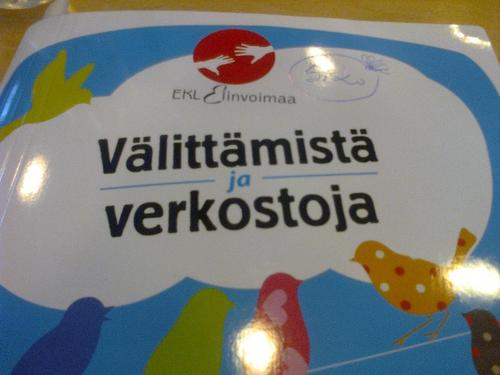 EKL Elinvoimaa
Välittämistä
ja
verkostoja